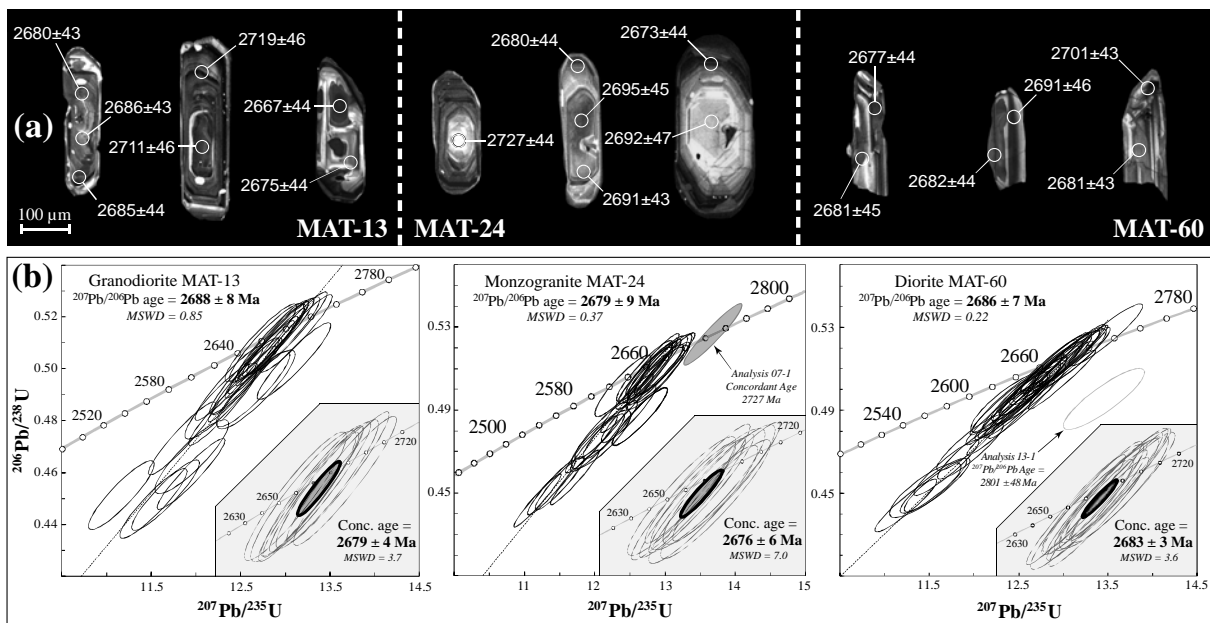 (a)
2680±43
2719±46
2686±43
2667±44
2711±46
2675±44
2685±44
100 µm
MAT-13
2680±44
2673±44
2695±45
2727±44
2692±47
2691±43
MAT-24
2677±44
2701±43
2691±46
2682±44
2681±43
2681±45
MAT-60
(b)
Granodiorite MAT-13
²⁰⁷Pb/²⁰⁶Pb age = 2688 ± 8 Ma
MSWD = 0.85
2780
2640
2580
2520
0.52
0.50
0.48
0.46
0.44
²⁰⁶Pb/²³⁸U
2720
2650
2630
Conc. age =
2679 ± 4 Ma
MSWD = 3.7
11.5
12.5
13.5
14.5
²⁰⁷Pb/²³⁵U
Monzogranite MAT-24
²⁰⁷Pb/²⁰⁶Pb age = 2679 ± 9 Ma
MSWD = 0.37
2800
2660
2580
2500
0.53
0.49
0.45
Analysis 07-1
Concordant Age
2727 Ma
2720
2650
2630
Conc. age =
2676 ± 6 Ma
MSWD = 7.0
11
12
13
14
15
²⁰⁷Pb/²³⁵U
Diorite MAT-60
²⁰⁷Pb/²⁰⁶Pb age = 2686 ± 7 Ma
MSWD = 0.22
2780
2660
2600
2540
0.53
0.49
0.45
Analysis 13-1
²⁰⁷Pb/²⁰⁶Pb Age =
2801 ±48 Ma
2720
2650
2630
Conc. age =
2683 ± 3 Ma
MSWD = 3.6
11.5
12.5
13.5
14.5
²⁰⁷Pb/²³⁵U